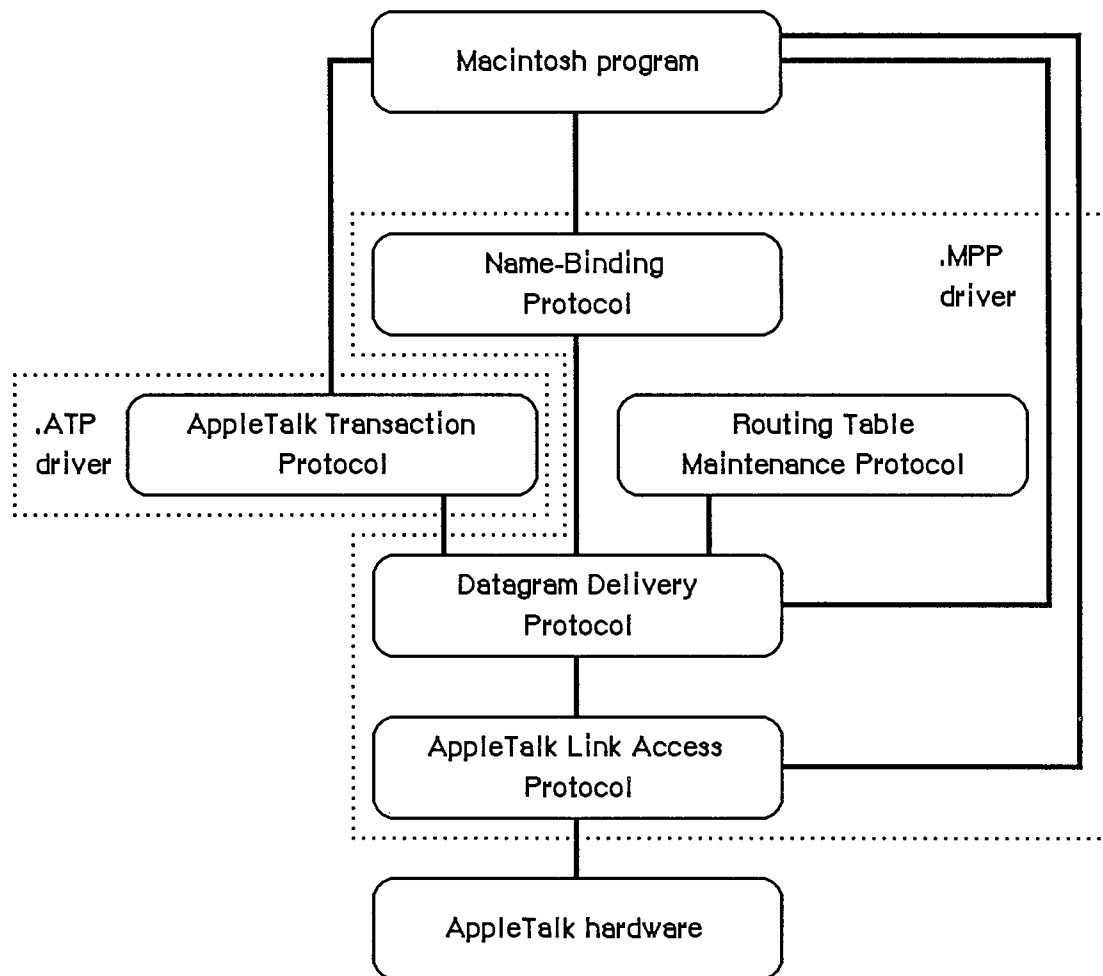 Macintosh program
Name-Binding
Protocol
.MPP
driver
.ATP
driver
AppleTalk Transaction
Protocol
Routing Table
Maintenance Protocol
Datagram Delivery
Protocol
AppleTalk Link Access
Protocol
AppleTalk hardware